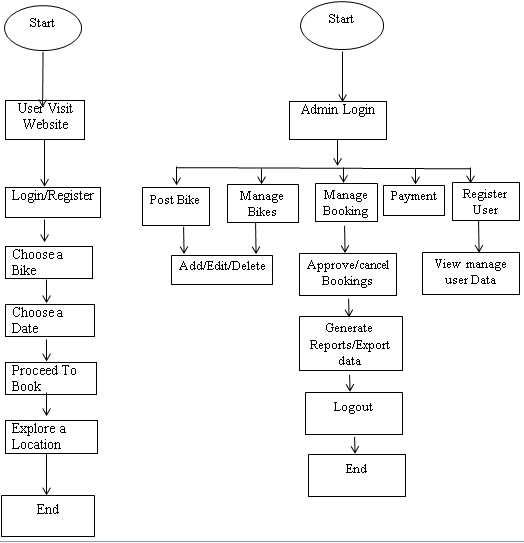 Start
User Visit
Website
Login/Register
Choose a
Bike
Choose a
Date
Proceed To
Book
Explore a
Location
End
Start
Admin Login
Post Bike
Manage
Bikes
Manage
Booking
Payment
Register
User
Add/Edit/Delete
Approve/cancel
Bookings
View manage
user Data
Generate
Reports/Export
data
Logout
End